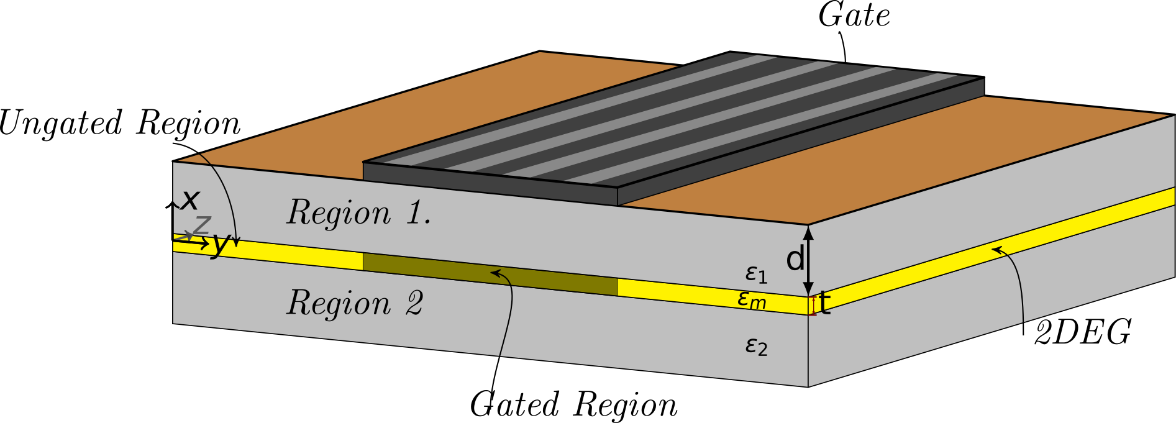 Gate
Ungated Region
x
z
y
Region 1.
d
ε1
εm
t
Region 2
ε2
2DEG
Gated Region